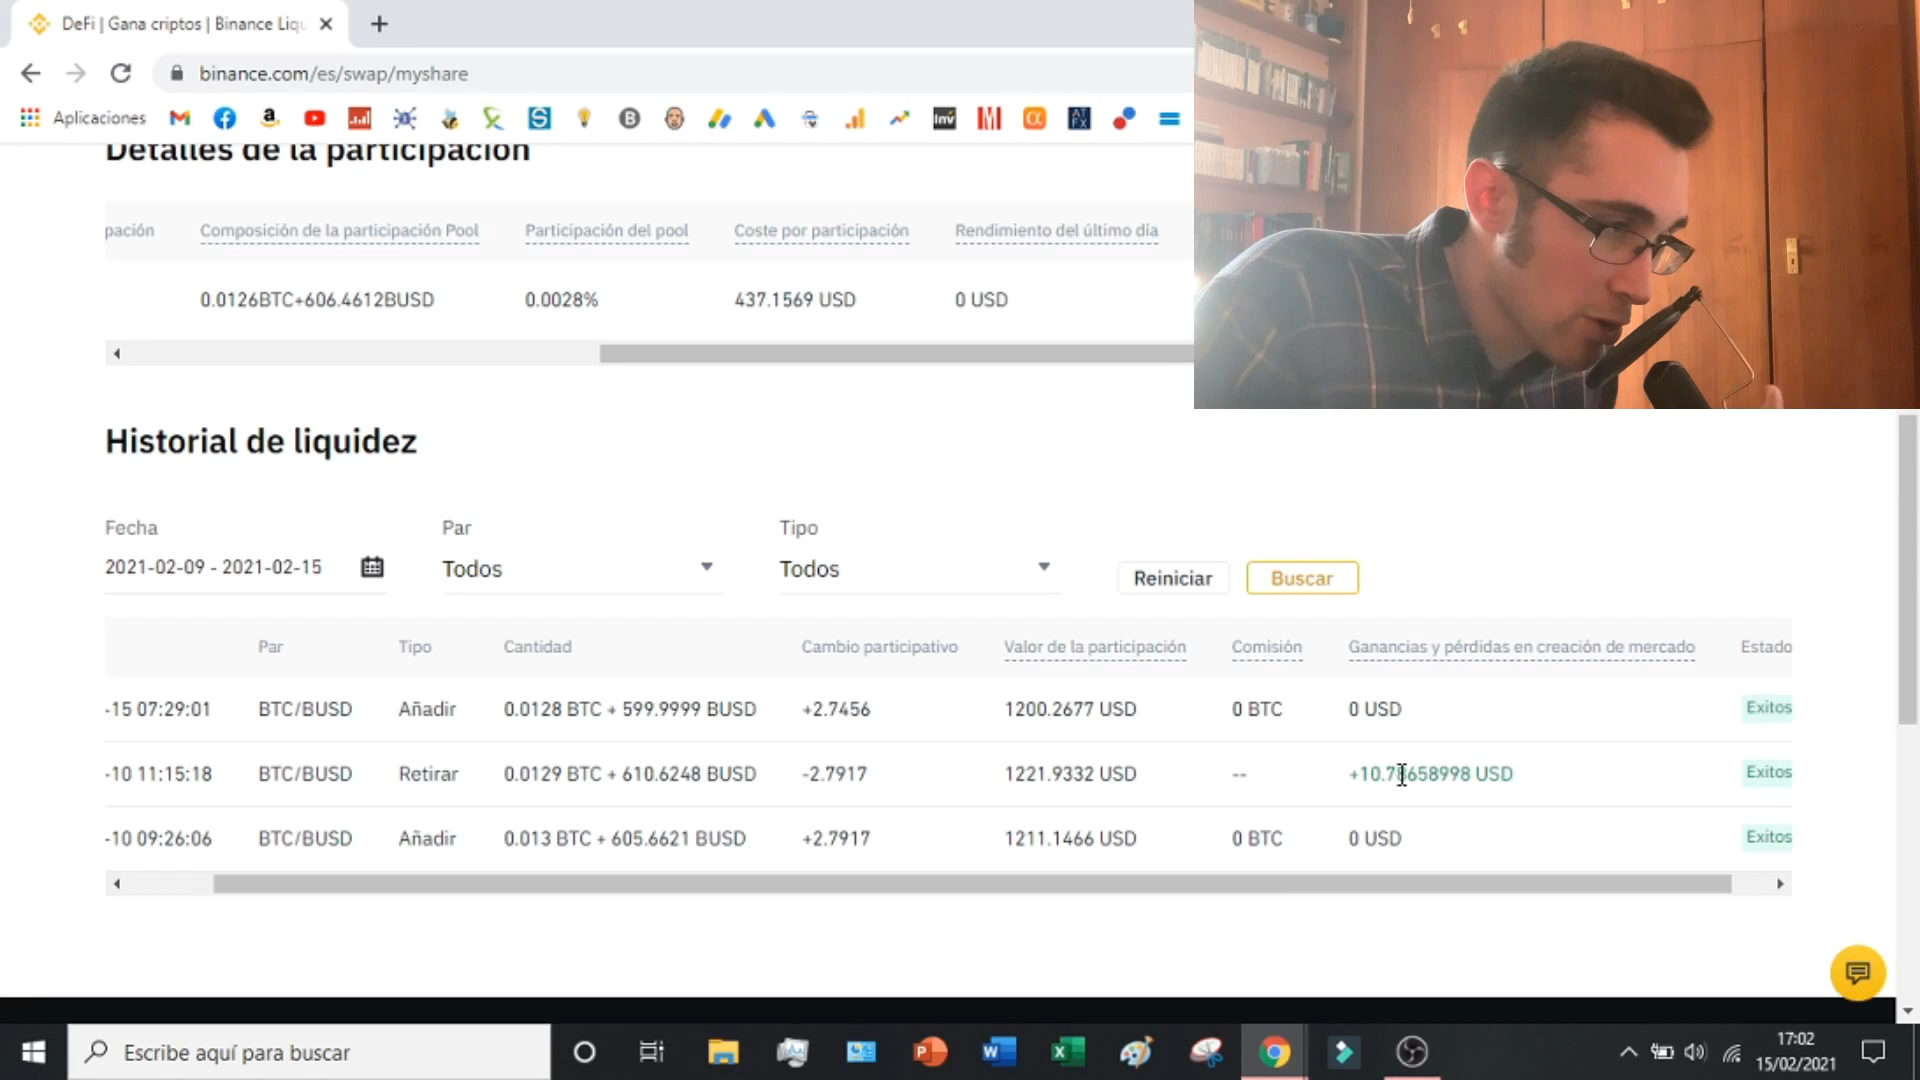 DeFi | Gana criptos | Binance Liqu
binance.com/es/swap/myshare
Aplicaciones
Detalles de la participación
pación Composición de la participación Pool Participación del pool Coste por participación Rendimiento del último día
0.0126BTC+606.4612BUSD 0.0028% 437.1569 USD 0 USD
Historial de liquidez
Fecha Par Tipo
2021-02-09 - 2021-02-15 Todos Todos Reiniciar Buscar
Par Tipo Cantidad Cambio participativo Valor de la participación Comisión Ganancias y pérdidas en creación de mercado Estado
-15 07:29:01 BTC/BUSD Añadir 0.0128 BTC + 599.9999 BUSD +2.7456 1200.2677 USD 0 BTC 0 USD Exitos
-10 11:15:18 BTC/BUSD Retirar 0.0129 BTC + 610.6248 BUSD -2.7917 1221.9332 USD -- +10.78658998 USD Exitos
-10 09:26:06 BTC/BUSD Añadir 0.013 BTC + 605.6621 BUSD +2.7917 1211.1466 USD 0 BTC 0 USD Exitos
Escribe aquí para buscar
17:02
15/02/2021